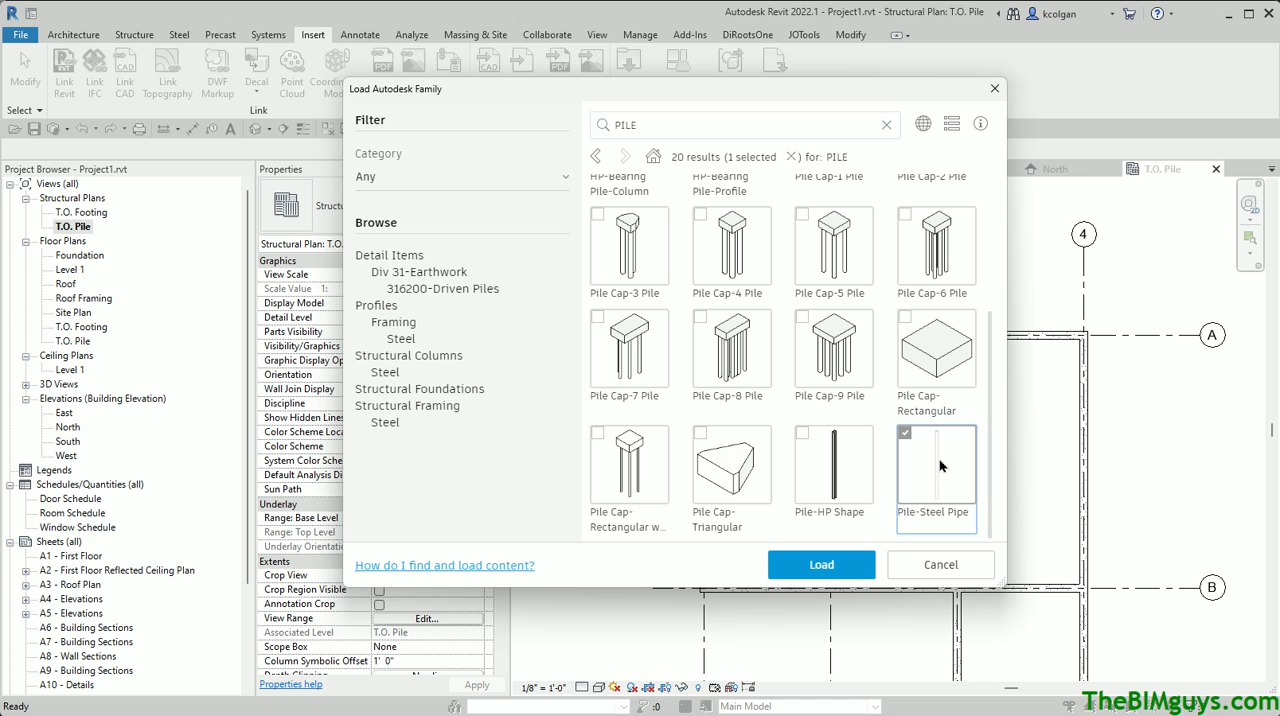 Autodesk Revit 2022.1 - Project1.rvt - Structural Plan: T.O. Pile
kcolgan
File Architecture Structure Steel Precast Systems Insert Annotate Analyze Massing & Site Collaborate View Manage Add-Ins DiRootsOne JOTools Modify
Modify
Link Revit
Link IFC
Link CAD
Link Topography
DWF Markup
Decal
Point Cloud
Select
Link
Load Autodesk Family
Filter
Category
Any
Browse
Detail Items
Div 31-Earthwork
316200-Driven Piles
Profiles
Framing
Steel
Structural Columns
Steel
Structural Foundations
Structural Framing
Steel
How do I find and load content?
PILE
20 results (1 selected ) for: PILE
HP-Bearing Pile-Column
HP-Bearing Pile-Profile
Pile Cap-1 Pile
Pile Cap-2 Pile
Pile Cap-3 Pile
Pile Cap-4 Pile
Pile Cap-5 Pile
Pile Cap-6 Pile
Pile Cap-7 Pile
Pile Cap-8 Pile
Pile Cap-9 Pile
Pile Cap-Rectangular
Pile Cap-Rectangular w...
Pile Cap-Triangular
Pile-HP Shape
Pile-Steel Pipe
Load
Cancel
Project Browser - Project1.rvt
Views (all)
Structural Plans
T.O. Footing
T.O. Pile
Floor Plans
Foundation
Level 1
Roof
Roof Framing
Site Plan
T.O. Footing
T.O. Pile
Ceiling Plans
Level 1
3D Views
Elevations (Building Elevation)
East
North
South
West
Legends
Schedules/Quantities (all)
Door Schedule
Room Schedule
Window Schedule
Sheets (all)
A1 - First Floor
A2 - First Floor Reflected Ceiling Plan
A3 - Roof Plan
A4 - Elevations
A5 - Elevations
A6 - Building Sections
A7 - Building Sections
A8 - Wall Sections
A9 - Building Sections
A10 - Details
Properties
Structural Plan: T.O.
Graphics
View Scale
Scale Value 1:
Display Model
Detail Level
Parts Visibility
Visibility/Graphics
Graphic Display Op
Orientation
Wall Join Display
Discipline
Show Hidden Lines
Color Scheme Loca
Color Scheme
System Color Sche
Default Analysis Di
Sun Path
Underlay
Range: Base Level
Range: Top Level
Underlay Orientatio
Extents
Crop View
Crop Region Visible
Annotation Crop
View Range Edit...
Associated Level T.O. Pile
Scope Box None
Column Symbolic Offset 1' 0"
Properties help
Apply
North
T.O. Pile
4
A
B
1/8" = 1'-0"
Ready
:0
Main Model
TheBIMguys.com